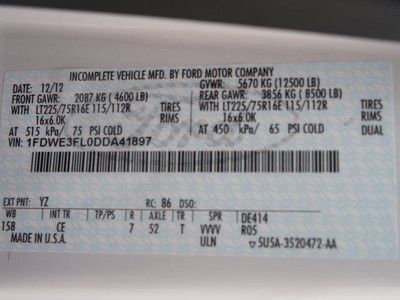 INCOMPLETE VEHICLE MFD. BY FORD MOTOR COMPANY
DATE: 12/12 GVWR: 5670 KG (12500 LB)
FRONT GAWR: 2087 KG (4600 LB) REAR GAWR: 3856 KG (8500 LB)
WITH LT225/75R16E 115/112R TIRES WITH LT225/75R16E 115/112R TIRES
16x6.0K RIMS 16x6.0K RIMS
AT 515 kPa/ 75 PSI COLD AT 450 kPa/ 65 PSI COLD DUAL
VIN: 1FDWE3FL0DDA41897
EXT PNT: YZ RC: 86 DSO:
WB INT TR TP/PS R AXLE TR SPR DE414
158 CE 7 52 T VVVV R05
MADE IN U.S.A. ULN 5U5A-3520472-AA